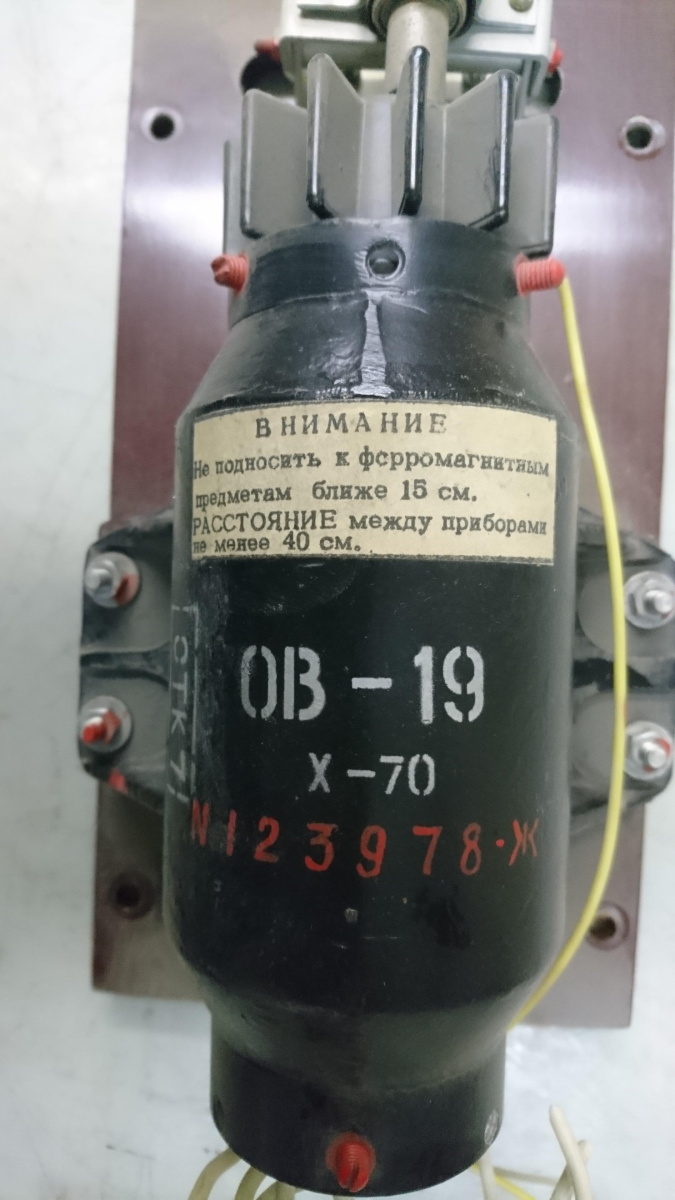 ВНИМАНИЕ
Не подносить к ферромагнитным
предметам ближе 15 см.
РАССТОЯНИЕ между приборами
не менее 40 см.
ОВ-19
X-70
N123978·Ж
ОТК 7